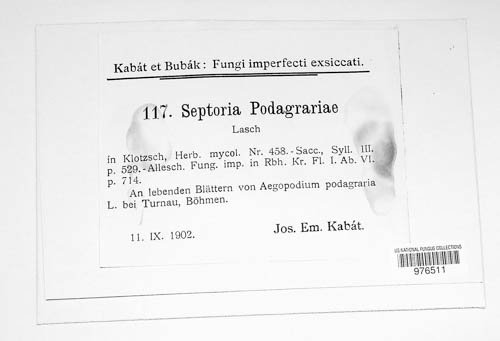 Kabát et Bubák: Fungi imperfecti exsiccati.
117. Septoria Podagrariae
Lasch
in Klotzsch, Herb. mycol. Nr. 458.-Sacc., Syll. III.
p. 529.-Allesch. Fung. imp. in Rbh. Kr. Fl. I. Ab. VI.
p. 714.
An lebenden Blättern von Aegopodium podagraria
L. bei Turnau, Böhmen.
11. IX. 1902.
Jos. Em. Kabát.
US NATIONAL FUNGUS COLLECTIONS
976511